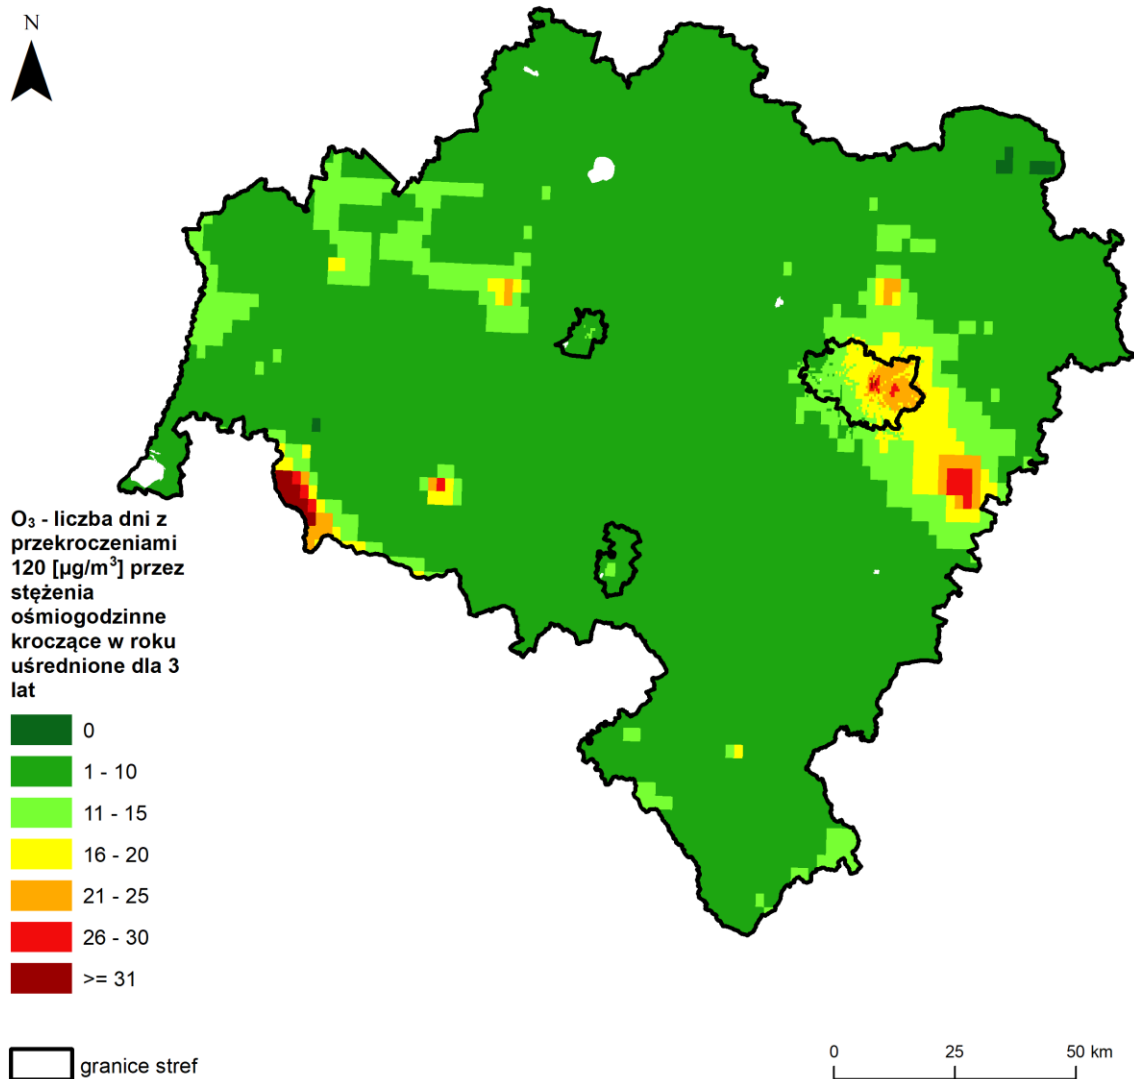 N
O₃ - liczba dni z
przekroczeniami
120 [µg/m³] przez
stężenia
ośmiogodzinne
kroczące w roku
uśrednione dla 3
lat
0
1 - 10
11 - 15
16 - 20
21 - 25
26 - 30
>= 31
granice stref
0 25 50 km